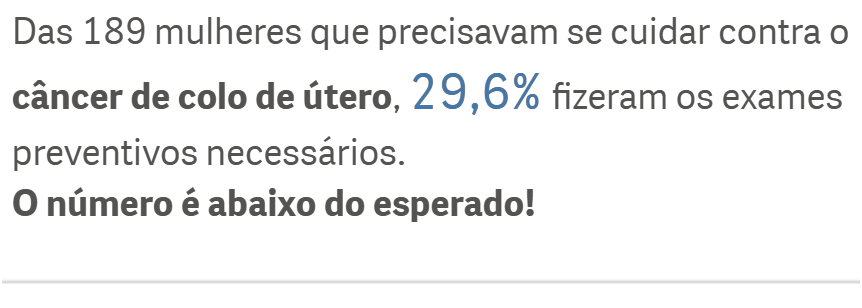 Das 189 mulheres que precisavam se cuidar contra o
câncer de colo de útero, 29,6% fizeram os exames
preventivos necessários.
O número é abaixo do esperado!